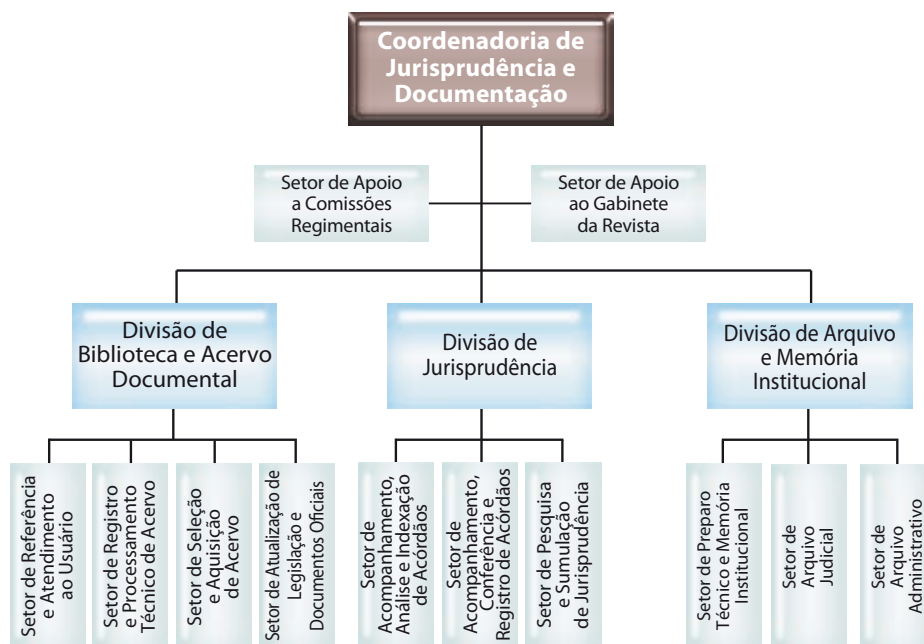 Coordenadoria de
Jurisprudência e
Documentação
Setor de Apoio
a Comissões
Regimentais
Setor de Apoio
ao Gabinete
da Revista
Divisão de
Biblioteca e Acervo
Documental
Divisão de
Jurisprudência
Divisão de Arquivo
e Memória
Institucional
Setor de Referência
e Atendimento
ao Usuário
Setor de Registro
e Processamento
Técnico de Acervo
Setor de Seleção
e Aquisição
de Acervo
Setor de Atualização de
Legislação e
Documentos Oficiais
Setor de
Acompanhamento,
Análise e Indexação
de Acórdãos
Setor de
Acompanhamento,
Conferência e
Registro de Acórdãos
Setor de Pesquisa
e Sumulação
de Jurisprudência
Setor de Preparo
Técnico e Memória
Institucional
Setor de
Arquivo
Judicial
Setor de
Arquivo
Administrativo